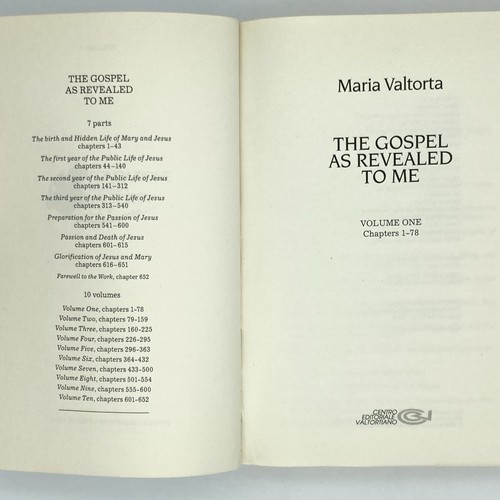 THE GOSPEL
AS REVEALED
TO ME
7 parts
The birth and Hidden Life of Mary and Jesus
chapters 1-43
The first year of the Public Life of Jesus
chapters 44-140
The second year of the Public Life of Jesus
chapters 141-312
The third year of the Public Life of Jesus
chapters 313-540
Preparation for the Passion of Jesus
chapters 541-600
Passion and Death of Jesus
chapters 601-615
Glorification of Jesus and Mary
chapters 616-651
Farewell to the Work, chapter 652
10 volumes
Volume One, chapters 1-78
Volume Two, chapters 79-159
Volume Three, chapters 160-225
Volume Four, chapters 226-295
Volume Five, chapters 296-363
Volume Six, chapters 364-432
Volume Seven, chapters 433-500
Volume Eight, chapters 501-554
Volume Nine, chapters 555-600
Volume Ten, chapters 601-652
Maria Valtorta
THE GOSPEL
AS REVEALED
TO ME
VOLUME ONE
Chapters 1-78
CENTRO
EDITORIALE
VALTORTIANO